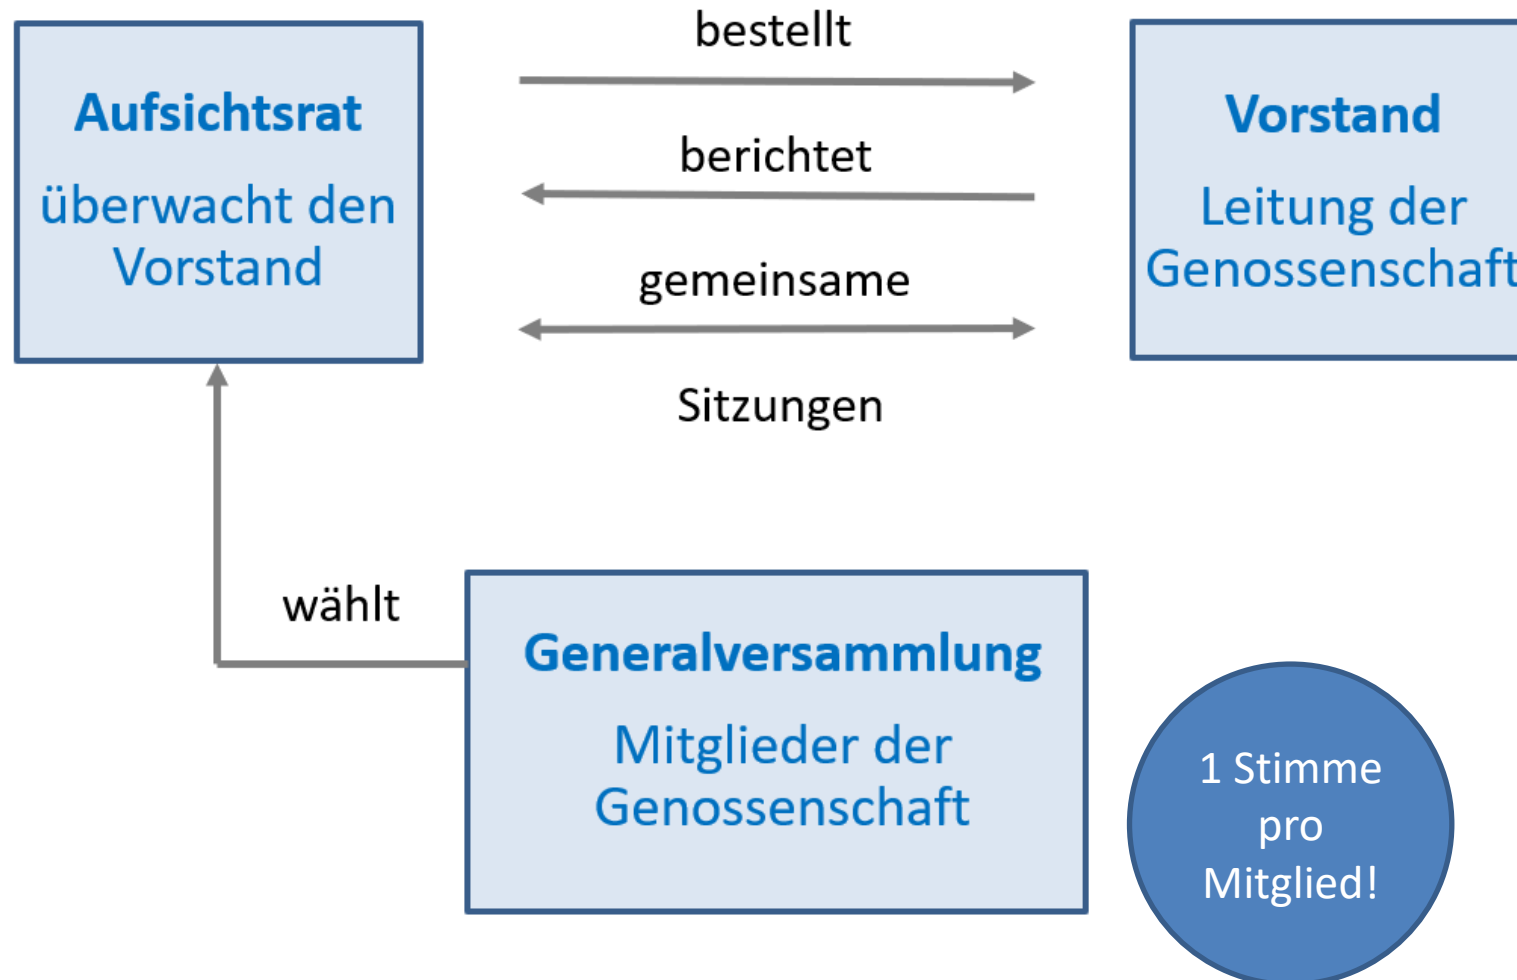 Aufsichtsrat
überwacht den
Vorstand
bestellt
berichtet
gemeinsame
Sitzungen
Vorstand
Leitung der
Genossenschaft
wählt
Generalversammlung
Mitglieder der
Genossenschaft
1 Stimme
pro
Mitglied!